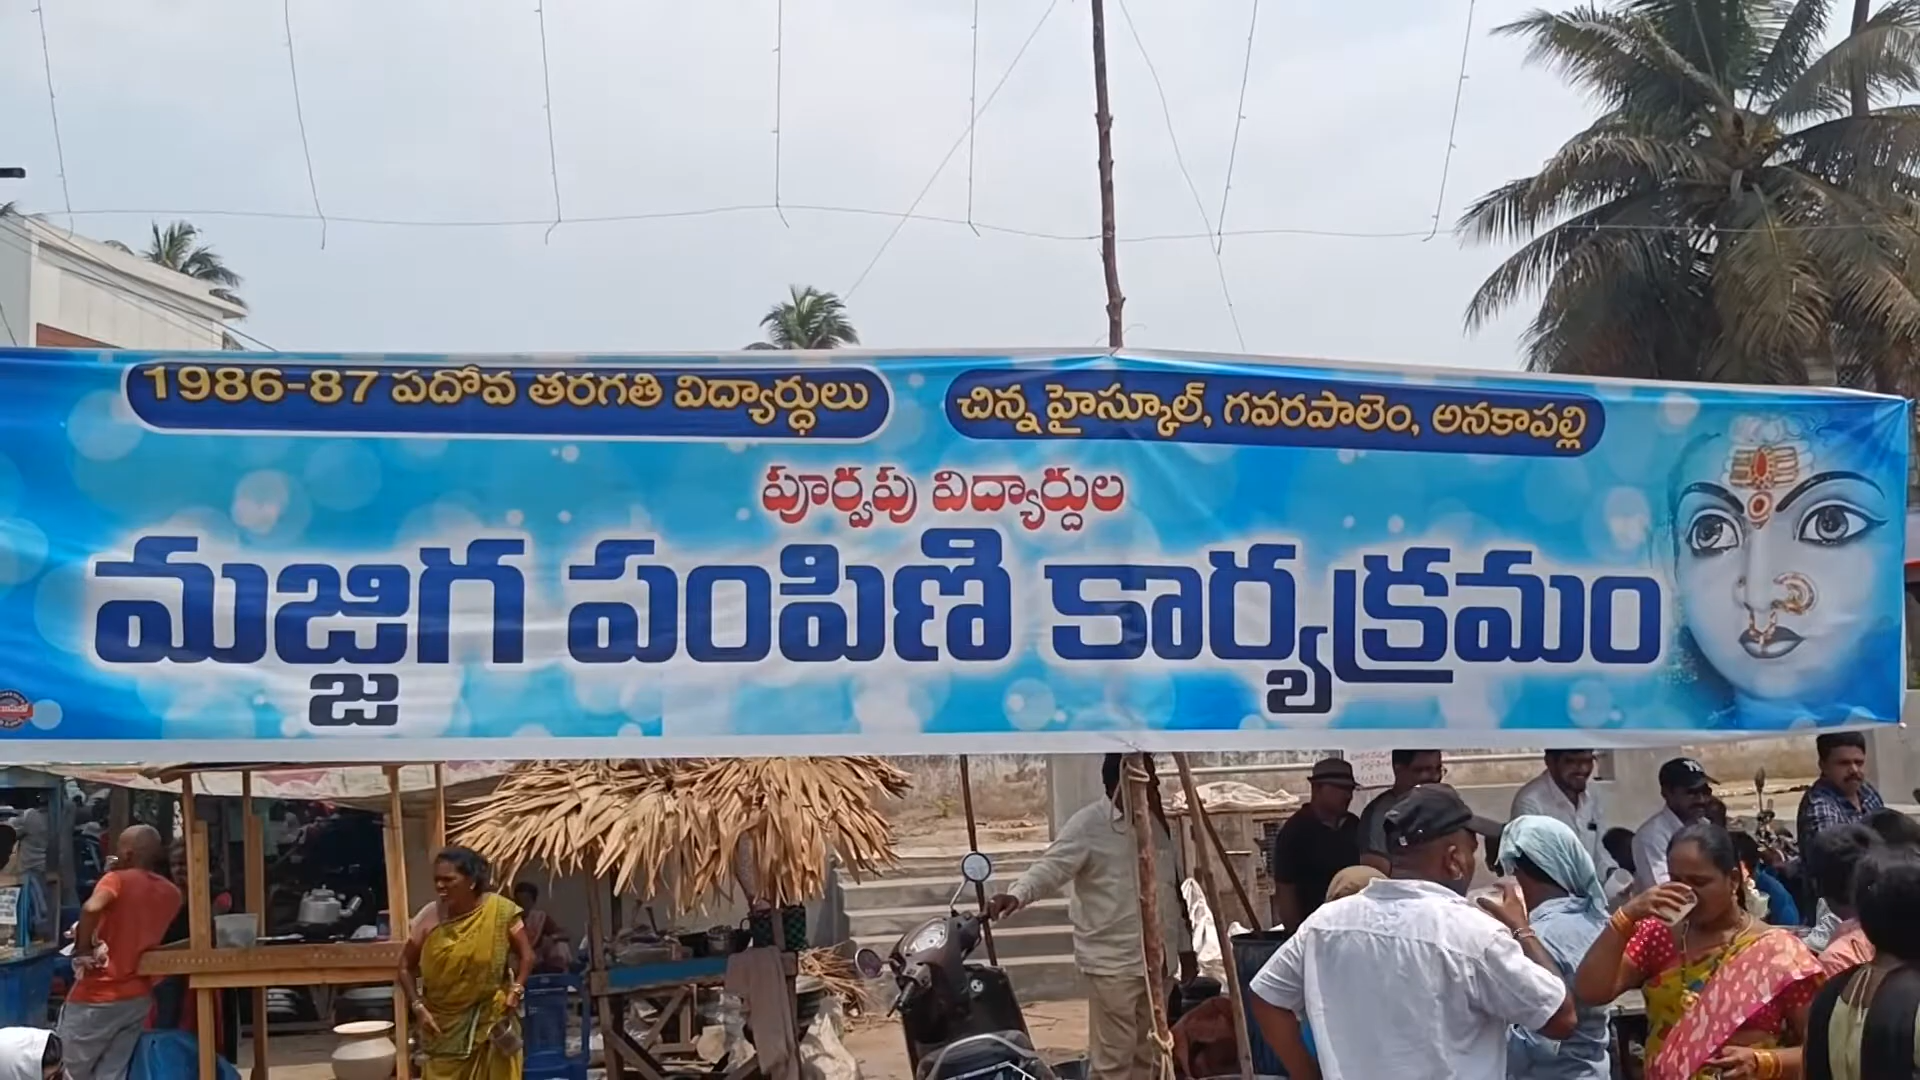 1986-87 పదోవ తరగతి విద్యార్ధులు
చిన్న హైస్కూల్, గవరపాలెం, అనకాపల్లి
పూర్వపు విద్యార్దుల
మజ్జిగ పంపిణి కార్యక్రమం